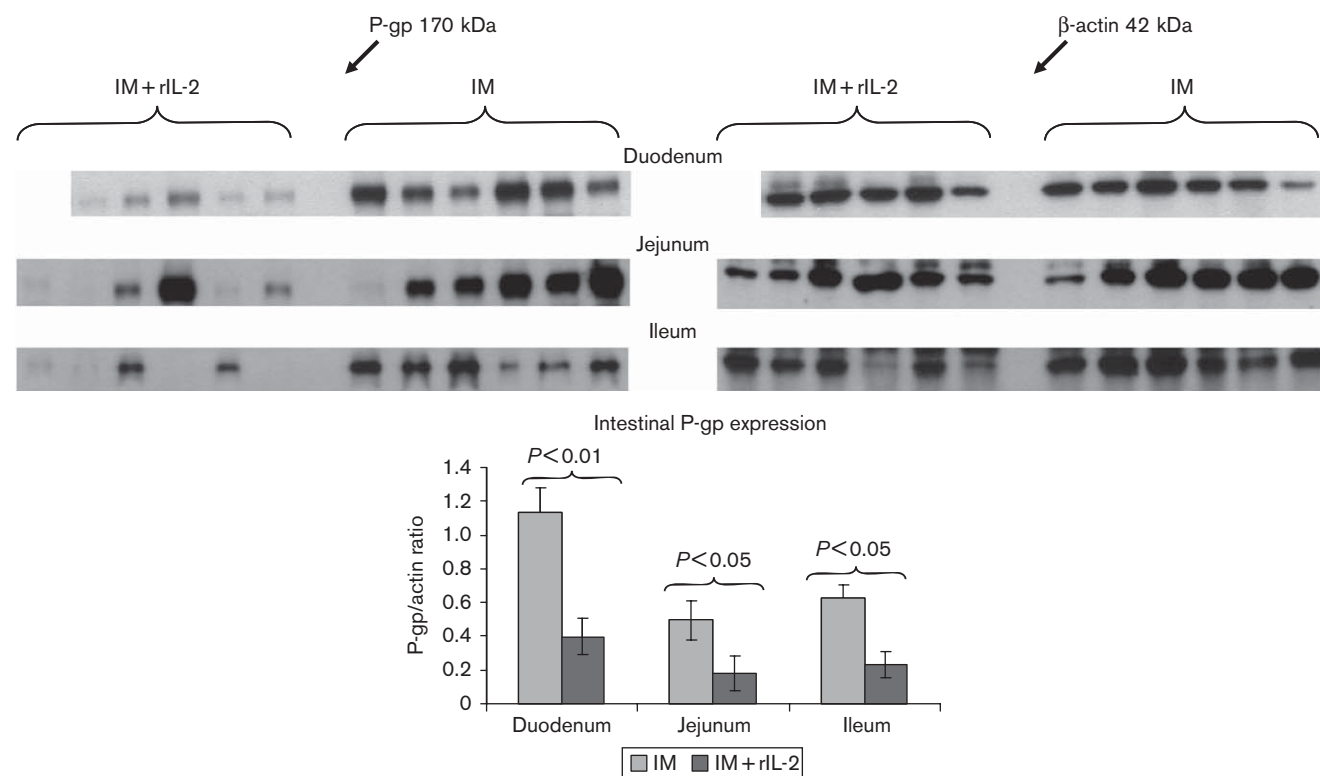 P-gp 170 kDa
β-actin 42 kDa
IM + rIL-2
IM
IM + rIL-2
IM
Duodenum
Jejunum
Ileum
Intestinal P-gp expression
P-gp/actin ratio
1.4
1.2
1.0
0.8
0.6
0.4
0.2
0
P<0.01
P<0.05
P<0.05
Duodenum
Jejunum
Ileum
IM
IM + rIL-2